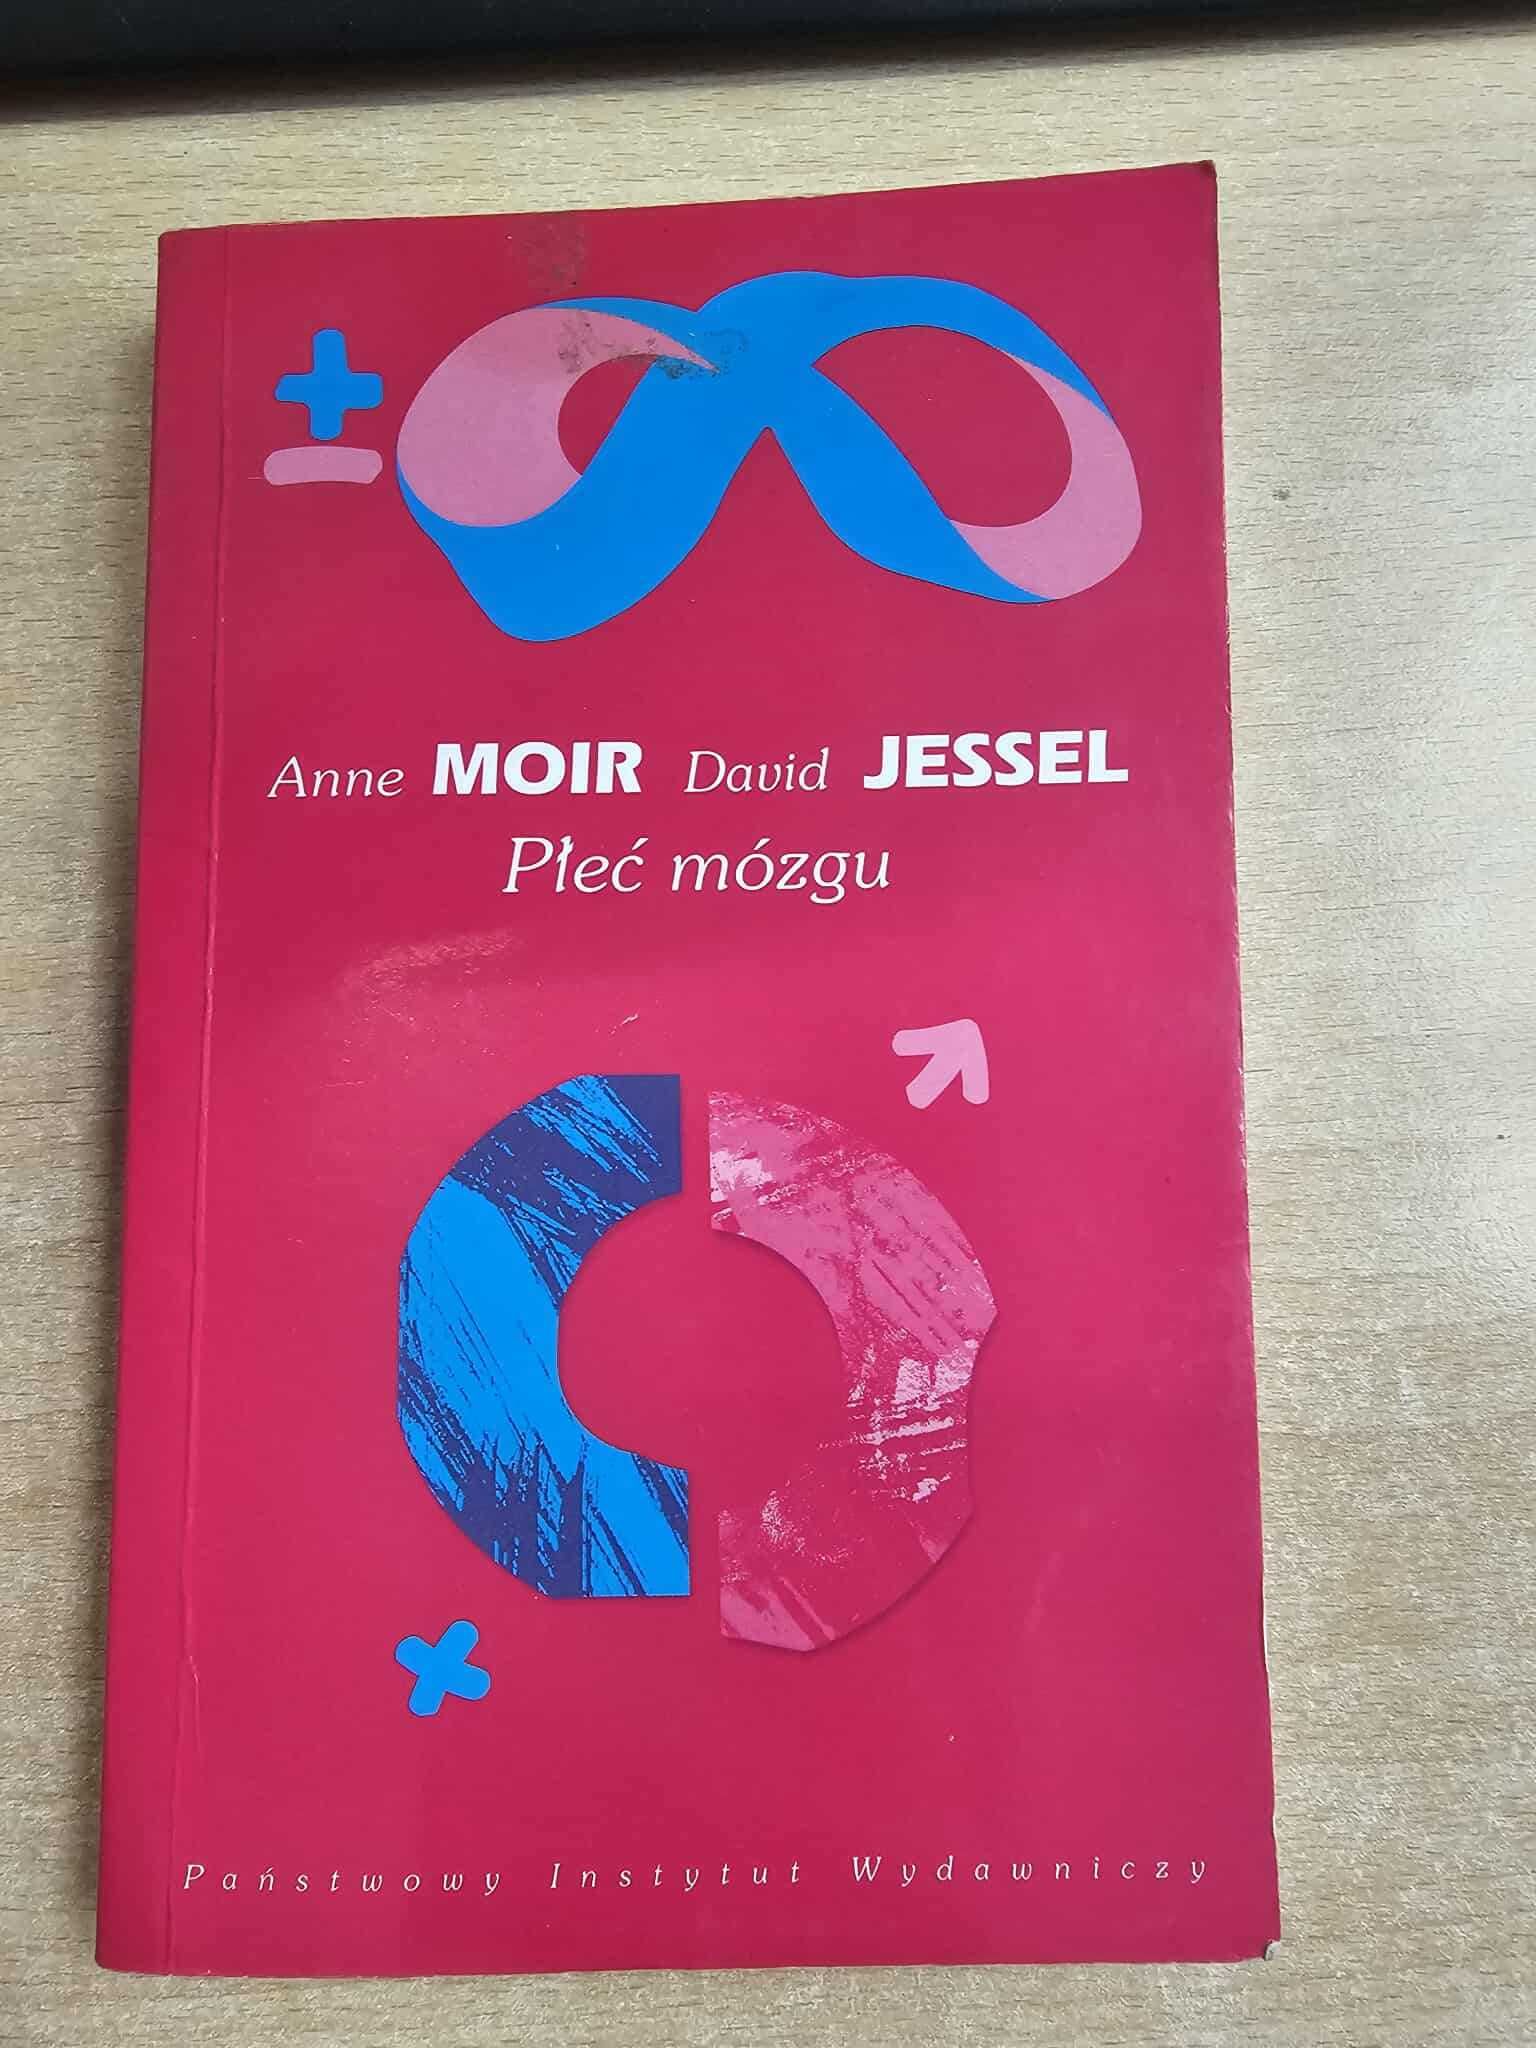 ±
Anne MOIR David JESSEL
Płeć mózgu
Państwowy Instytut Wydawniczy